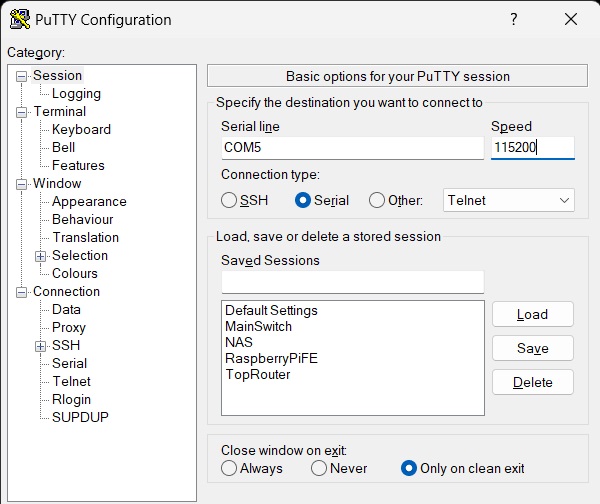 PuTTY Configuration
?
Category:
Session
Logging
Terminal
Keyboard
Bell
Features
Window
Appearance
Behaviour
Translation
Selection
Colours
Connection
Data
Proxy
SSH
Serial
Telnet
Rlogin
SUPDUP
Basic options for your PuTTY session
Specify the destination you want to connect to
Serial line Speed
COM5 115200
Connection type:
SSH Serial Other: Telnet
Load, save or delete a stored session
Saved Sessions
Default Settings
MainSwitch
NAS
RaspberryPiFE
TopRouter
Load
Save
Delete
Close window on exit:
Always Never Only on clean exit